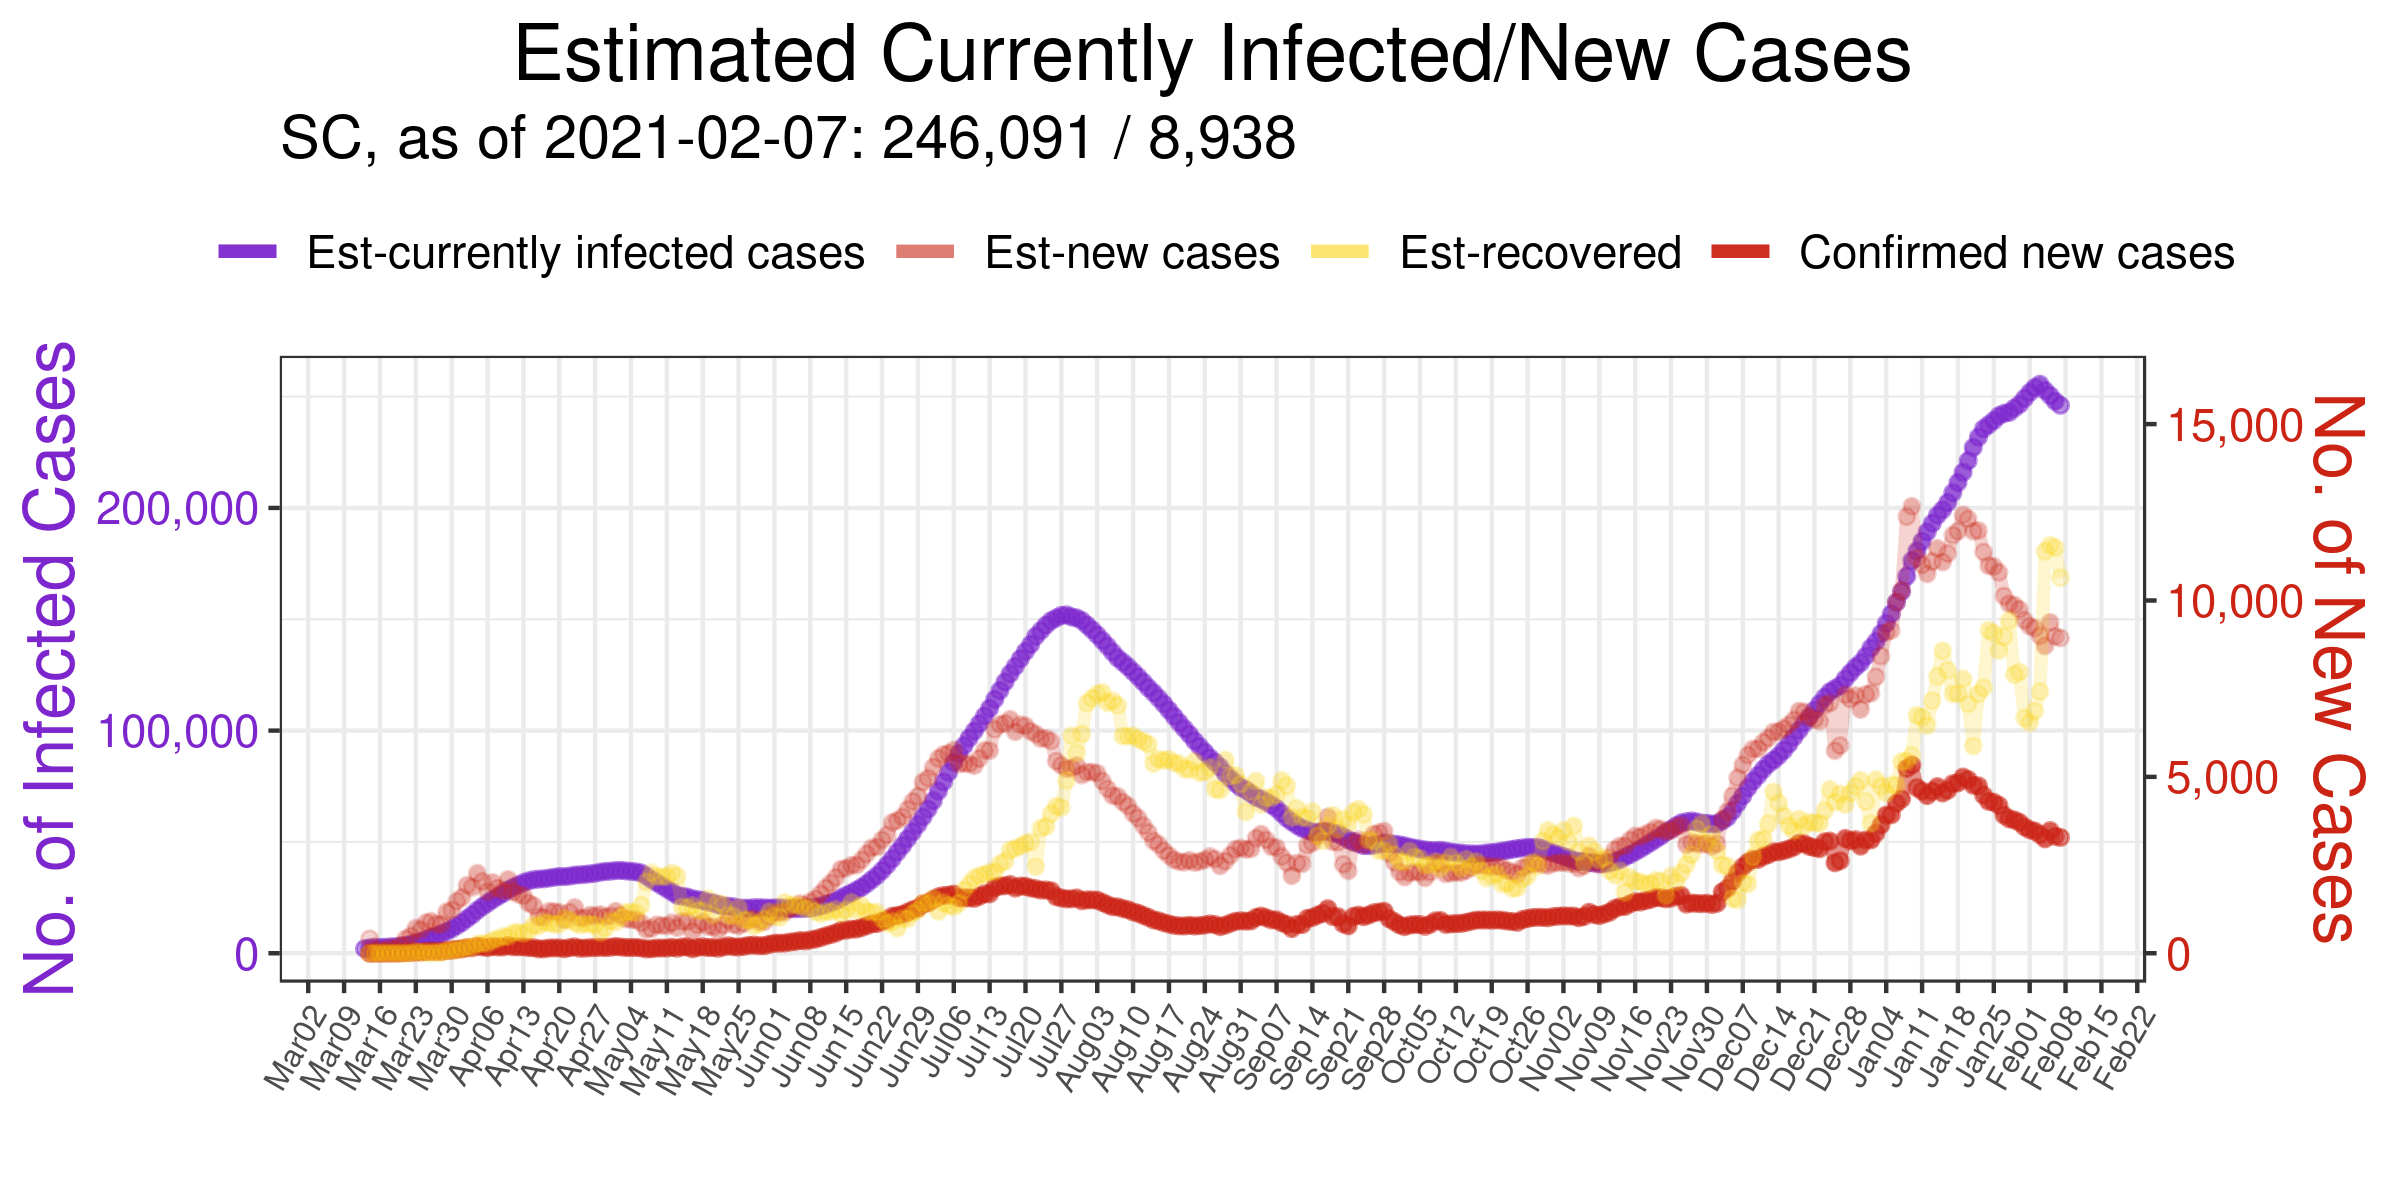 Estimated Currently Infected/New Cases
SC, as of 2021-02-07: 246,091 / 8,938
Est-currently infected cases
Est-new cases
Est-recovered
Confirmed new cases
No. of Infected Cases
200,000
100,000
0
15,000
10,000
5,000
0
No. of New Cases
Mar02
Mar09
Mar16
Mar23
Mar30
Apr06
Apr13
Apr20
Apr27
May04
May11
May18
May25
Jun01
Jun08
Jun15
Jun22
Jun29
Jul06
Jul13
Jul20
Jul27
Aug03
Aug10
Aug17
Aug24
Aug31
Sep07
Sep14
Sep21
Sep28
Oct05
Oct12
Oct19
Oct26
Nov02
Nov09
Nov16
Nov23
Nov30
Dec07
Dec14
Dec21
Dec28
Jan04
Jan11
Jan18
Jan25
Feb01
Feb08
Feb15
Feb22